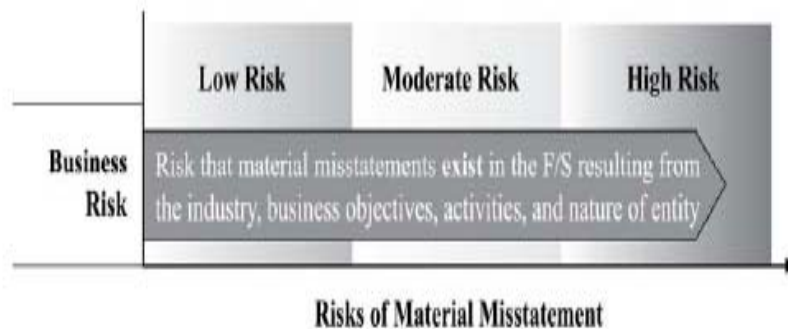 Low Risk Moderate Risk High Risk
Business
Risk
Risk that material misstatements exist in the F/S resulting from
the industry, business objectives, activities, and nature of entity
Risks of Material Misstatement